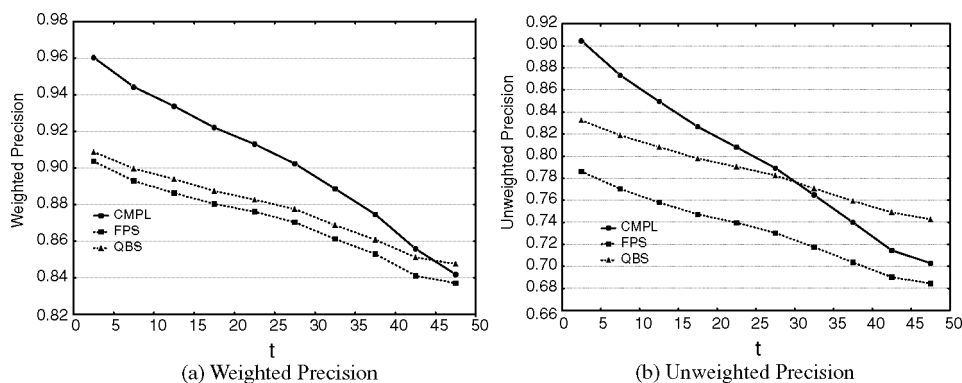 0.98
0.96
0.94
0.92
0.90
0.88
0.86
0.84
0.82
Weighted Precision
CMPL
FPS
QBS
0 5 10 15 20 25 30 35 40 45 50
t
(a) Weighted Precision
0.92
0.90
0.88
0.86
0.84
0.82
0.80
0.78
0.76
0.74
0.72
0.70
0.68
0.66
Unweighted Precision
CMPL
FPS
QBS
0 5 10 15 20 25 30 35 40 45 50
t
(b) Unweighted Precision